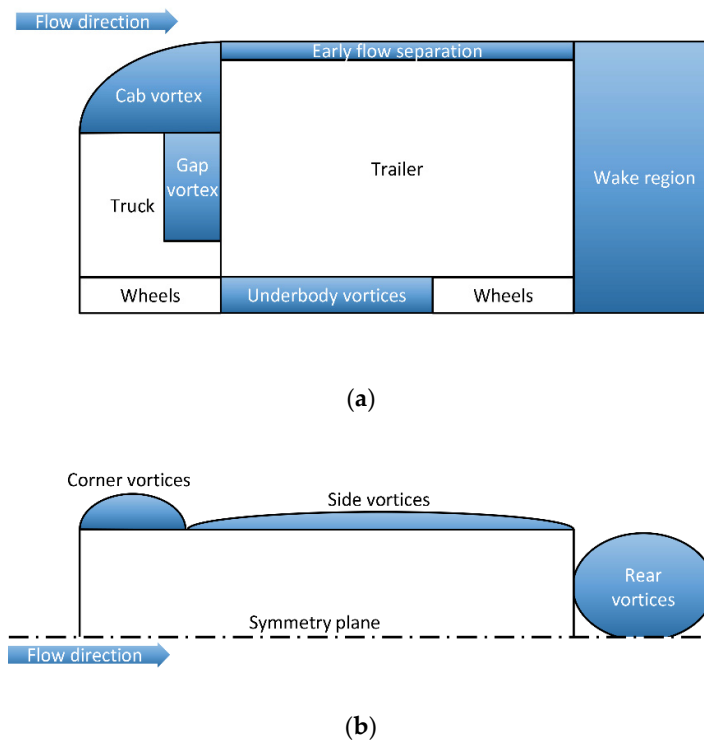 Flow direction
Early flow separation
Cab vortex
Gap
vortex
Trailer
Wake region
Truck
Wheels
Underbody vortices
Wheels
(a)
Corner vortices
Side vortices
Rear
vortices
Symmetry plane
Flow direction
(b)